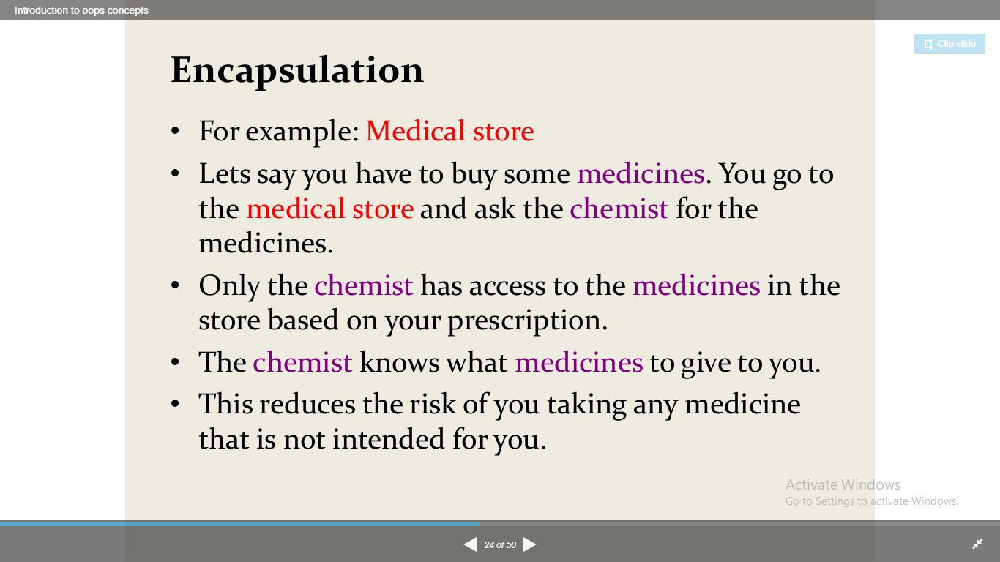 Introduction to oops concepts
Clip slide
Encapsulation
• For example: Medical store
• Lets say you have to buy some medicines. You go to
the medical store and ask the chemist for the
medicines.
• Only the chemist has access to the medicines in the
store based on your prescription.
• The chemist knows what medicines to give to you.
• This reduces the risk of you taking any medicine
that is not intended for you.
Activate Windows
Go to Settings to activate Windows.
24 of 50